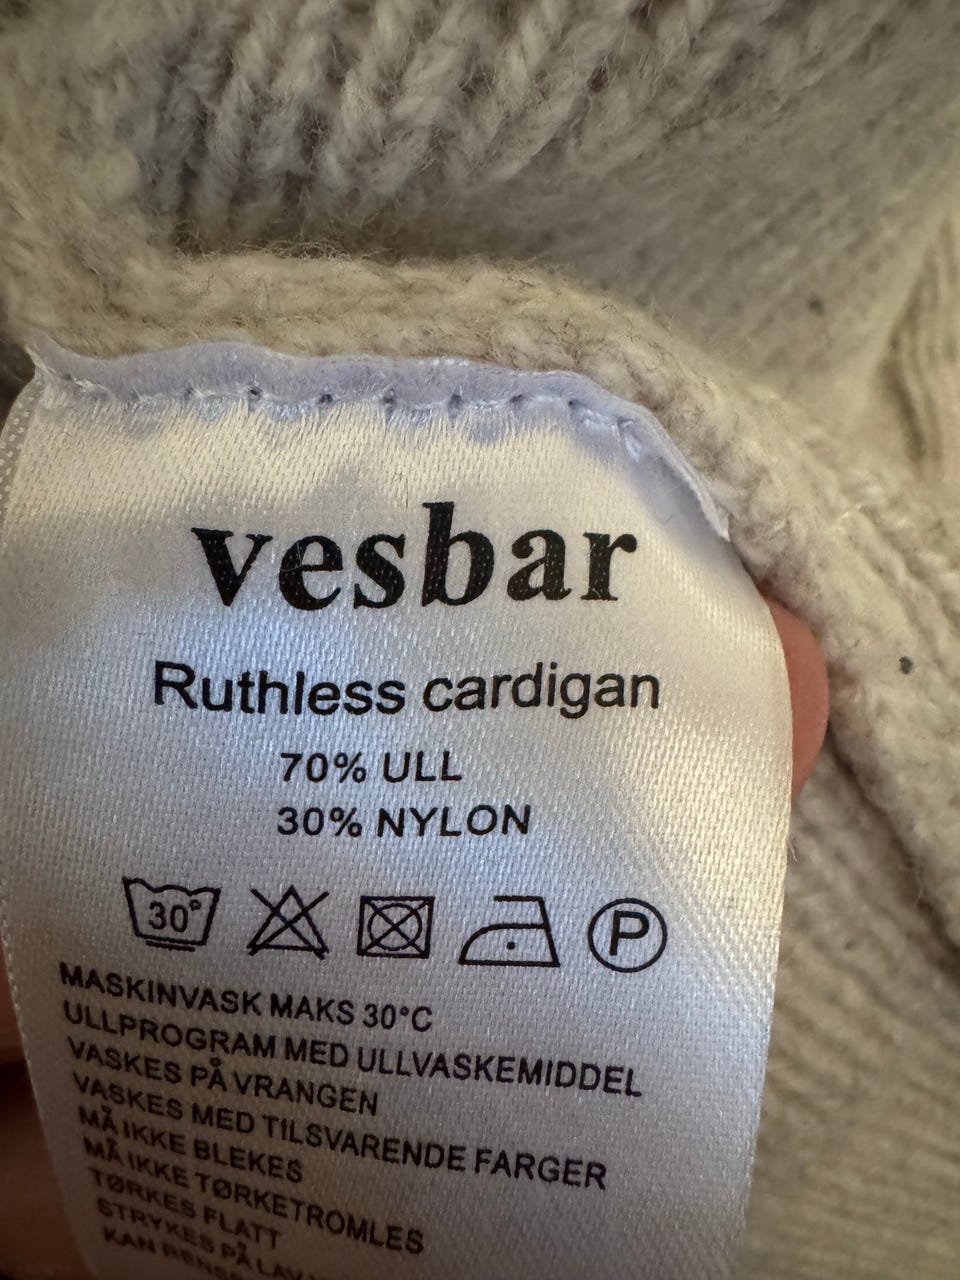 vesbar
Ruthless cardigan
70% ULL
30% NYLON
30°
P
MASKINVASK MAKS 30°C
ULLPROGRAM MED ULLVASKEMIDDEL
VASKES PÅ VRANGEN
VASKES MED TILSVARENDE FARGER
MÅ IKKE BLEKES
MÅ IKKE TØRKETROMLES
TØRKES FLATT
STRYKES PÅ
KAN